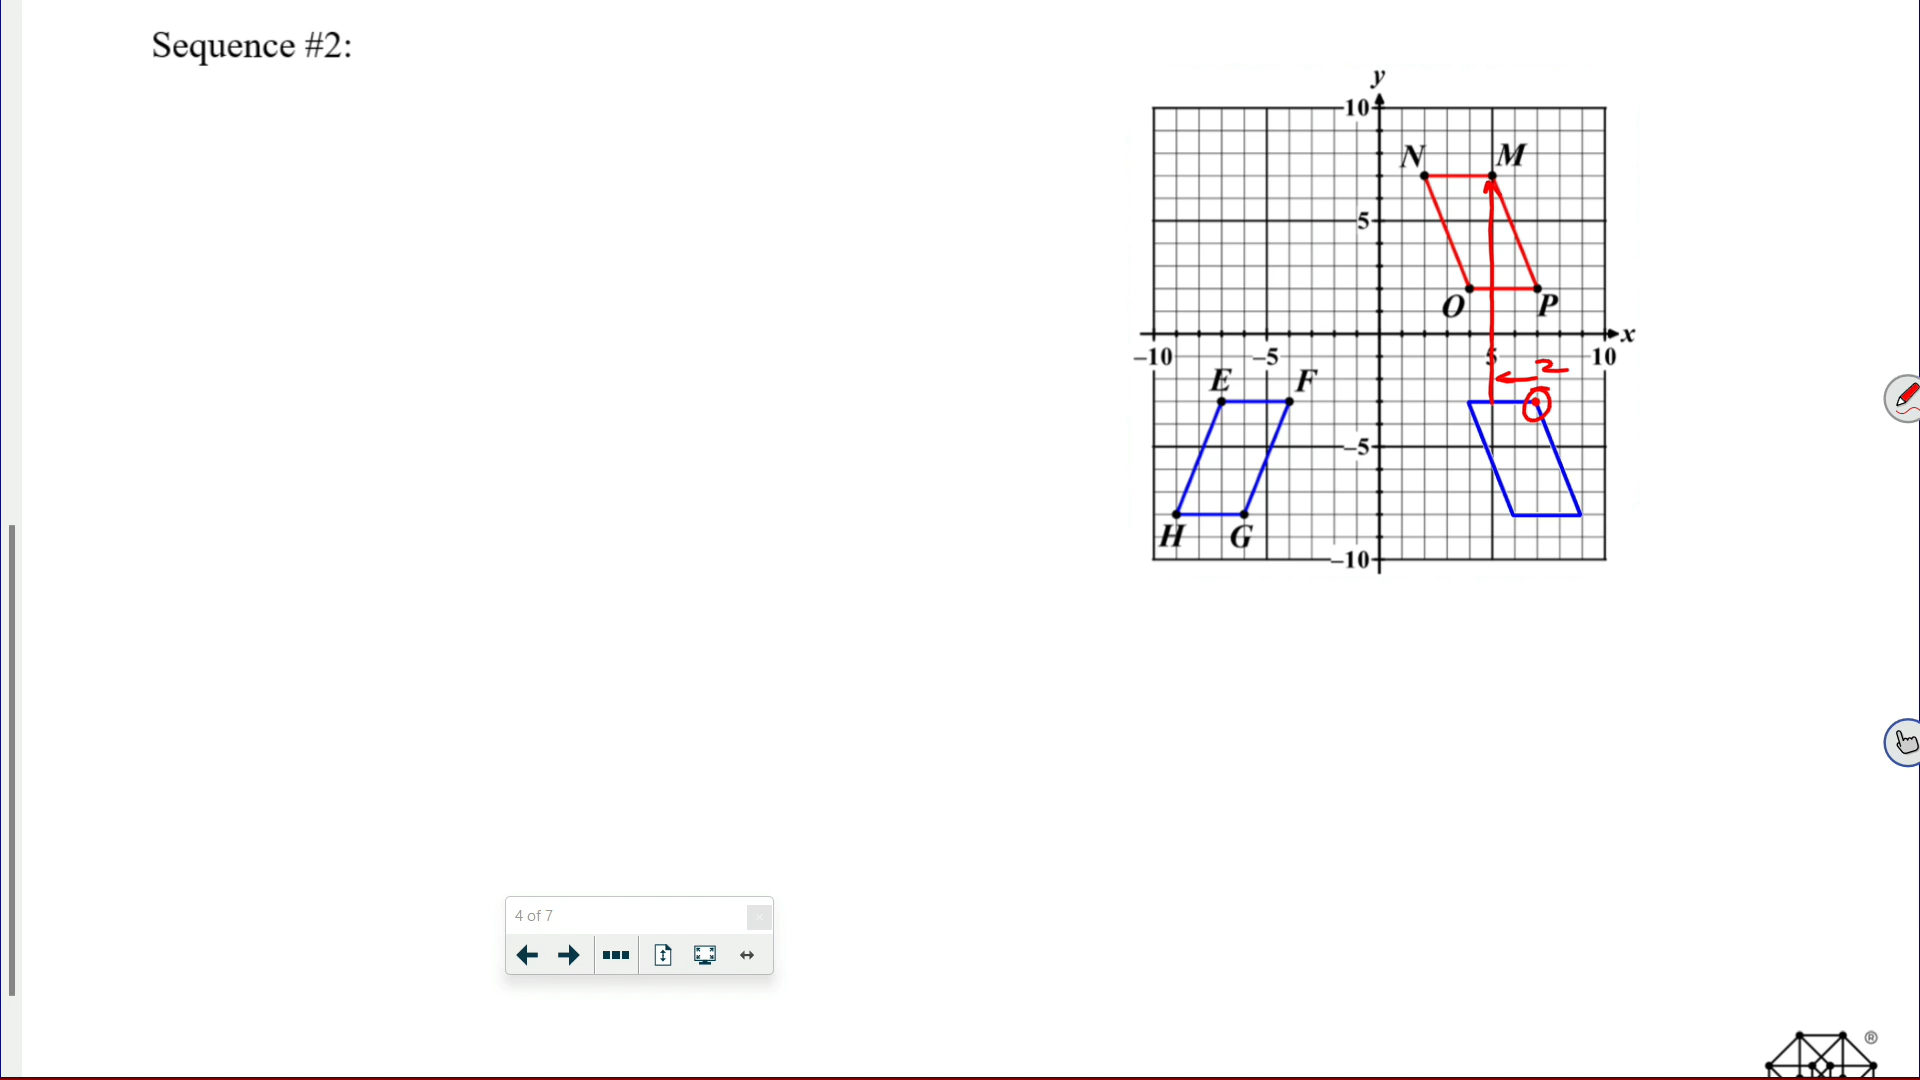 Sequence #2:
y
10
N M
5
O P
x
–10 –5 5 10
2
E F
–5
H G
–10
4 of 7
®